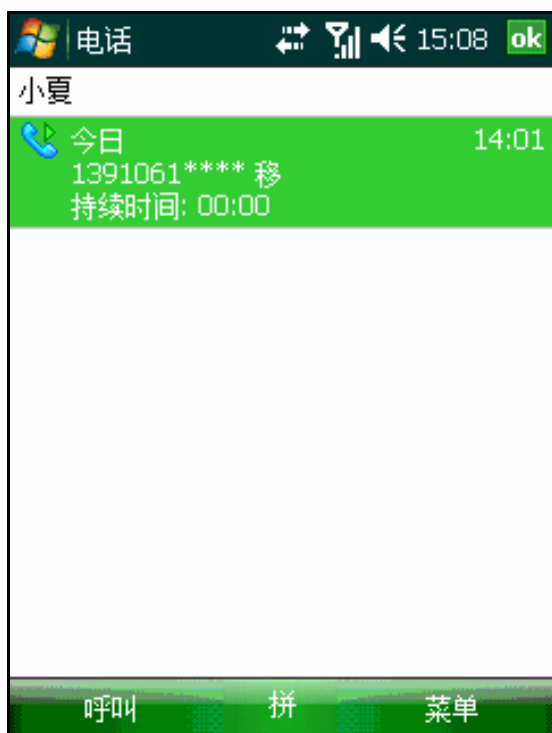 电话 15:08 ok
小夏
今日 14:01
1391061**** 移
持续时间: 00:00
呼叫 拼 菜单